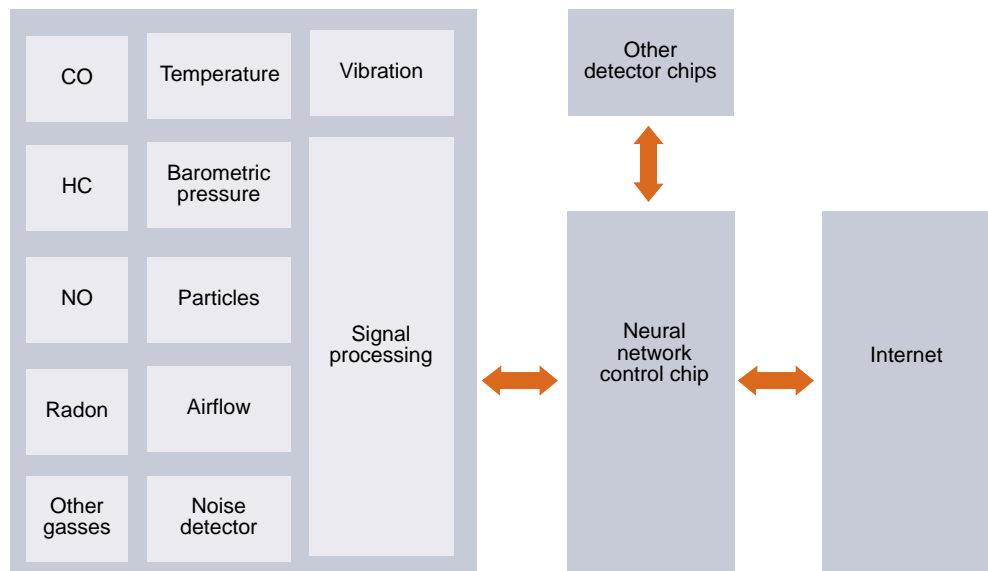 CO
Temperature
Vibration
HC
Barometric
pressure
NO
Particles
Radon
Airflow
Other
gasses
Noise
detector
Signal
processing
Other
detector chips
Neural
network
control chip
Internet